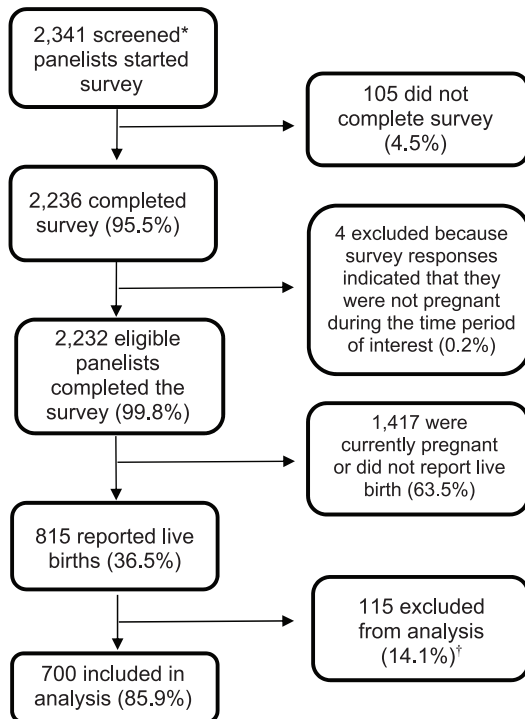 2,341 screened*
panelists started
survey
105 did not
complete survey
(4.5%)
2,236 completed
survey (95.5%)
4 excluded because
survey responses
indicated that they
were not pregnant
during the time period
of interest (0.2%)
2,232 eligible
panelists
completed the
survey (99.8%)
1,417 were
currently pregnant
or did not report live
birth (63.5%)
815 reported live
births (36.5%)
115 excluded
from analysis
(14.1%)†
700 included in
analysis (85.9%)